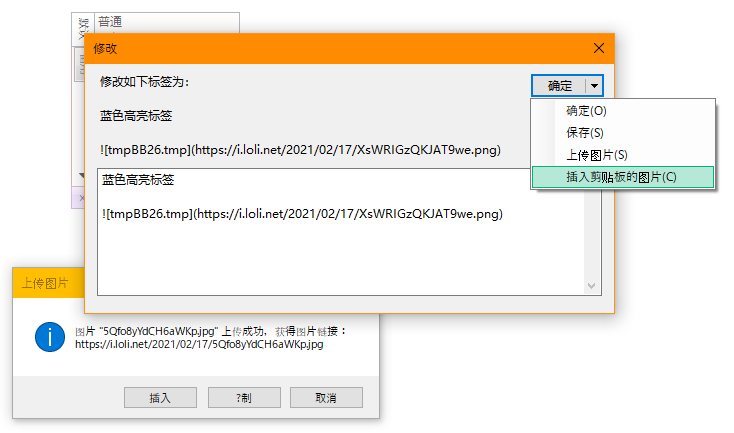 普通
修改
修改如下标签为:
确定
蓝色高亮标签
确定(O)
保存(S)
![tmpBB26.tmp](https://i.loli.net/2021/02/17/XsWRIGzQKJAT9we.png)
上传图片(S)
蓝色高亮标签
插入剪贴板的图片(C)
![tmpBB26.tmp](https://i.loli.net/2021/02/17/XsWRIGzQKJAT9we.png)
上传图片
图片 "5Qfo8yYdCH6aWKp.jpg" 上传成功，获得图片链接：
https://i.loli.net/2021/02/17/5Qfo8yYdCH6aWKp.jpg
插入
?制
取消